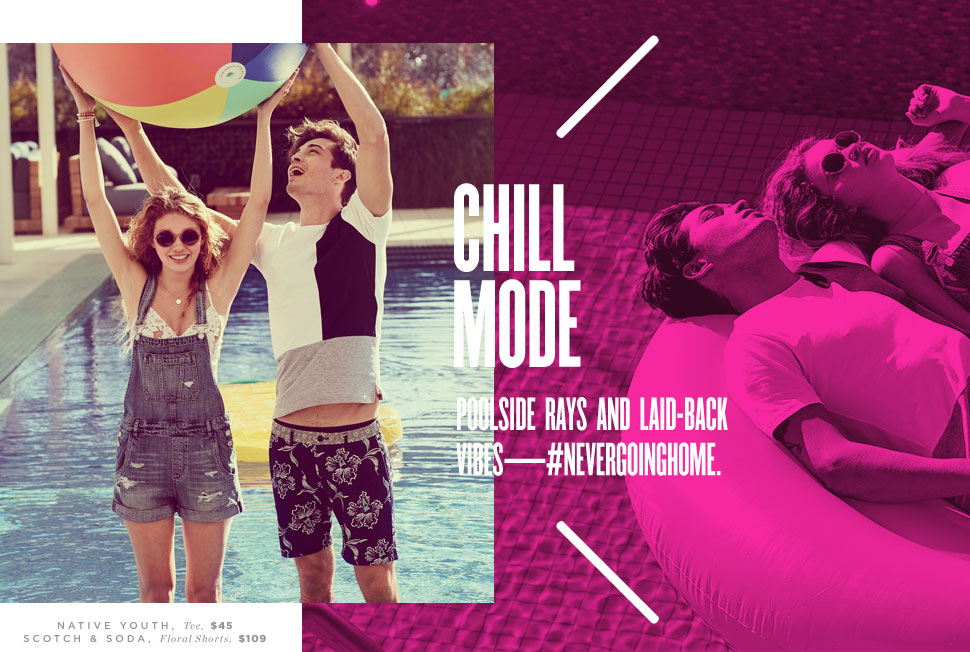 CHILL
MODE
POOLSIDE RAYS AND LAID-BACK
VIBES—#NEVERGOINGHOME.
NATIVE YOUTH, Tee, $45
SCOTCH & SODA, Floral Shorts, $109